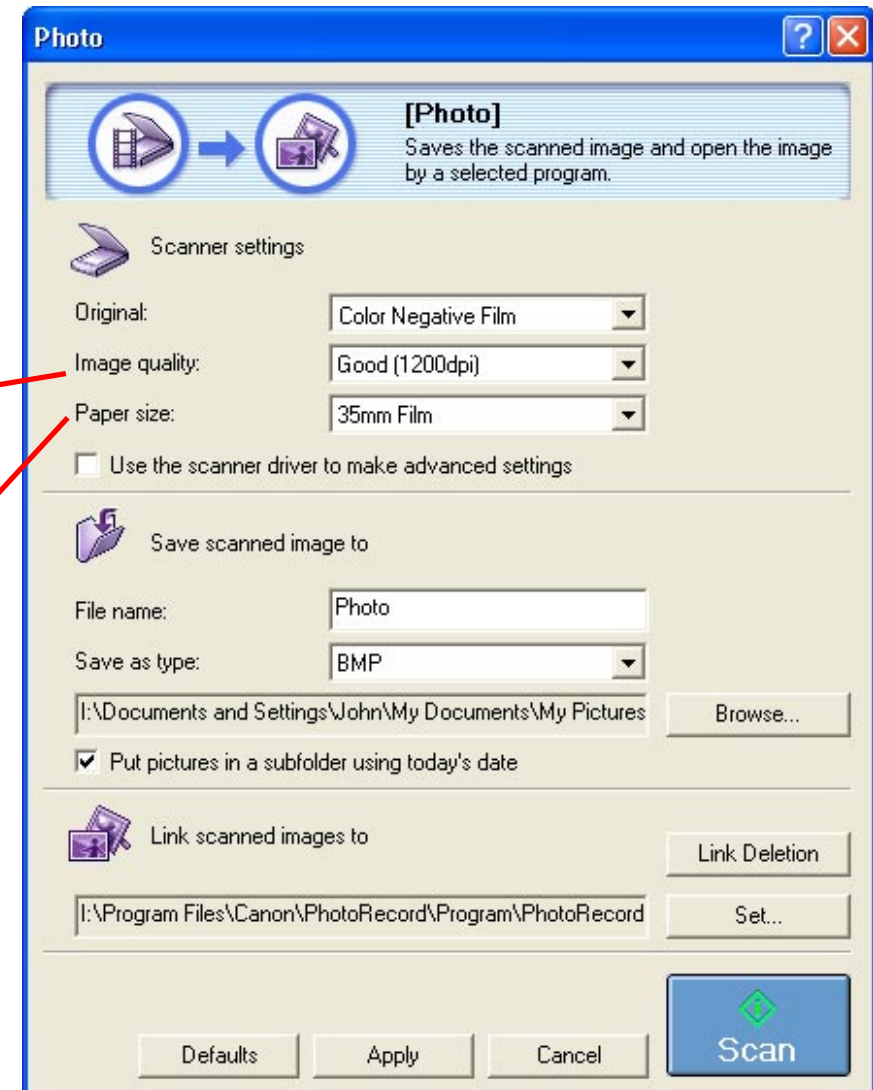 Photo
[Photo]
Saves the scanned image and open the image
by a selected program.
Scanner settings
Original: Color Negative Film
Image quality: Good (1200dpi)
Paper size: 35mm Film
Use the scanner driver to make advanced settings
Save scanned image to
File name: Photo
Save as type: BMP
I:\Documents and Settings\John\My Documents\My Pictures Browse...
Put pictures in a subfolder using today's date
Link scanned images to
Link Deletion
I:\Program Files\Canon\PhotoRecord\Program\PhotoRecord Set...
Defaults Apply Cancel Scan